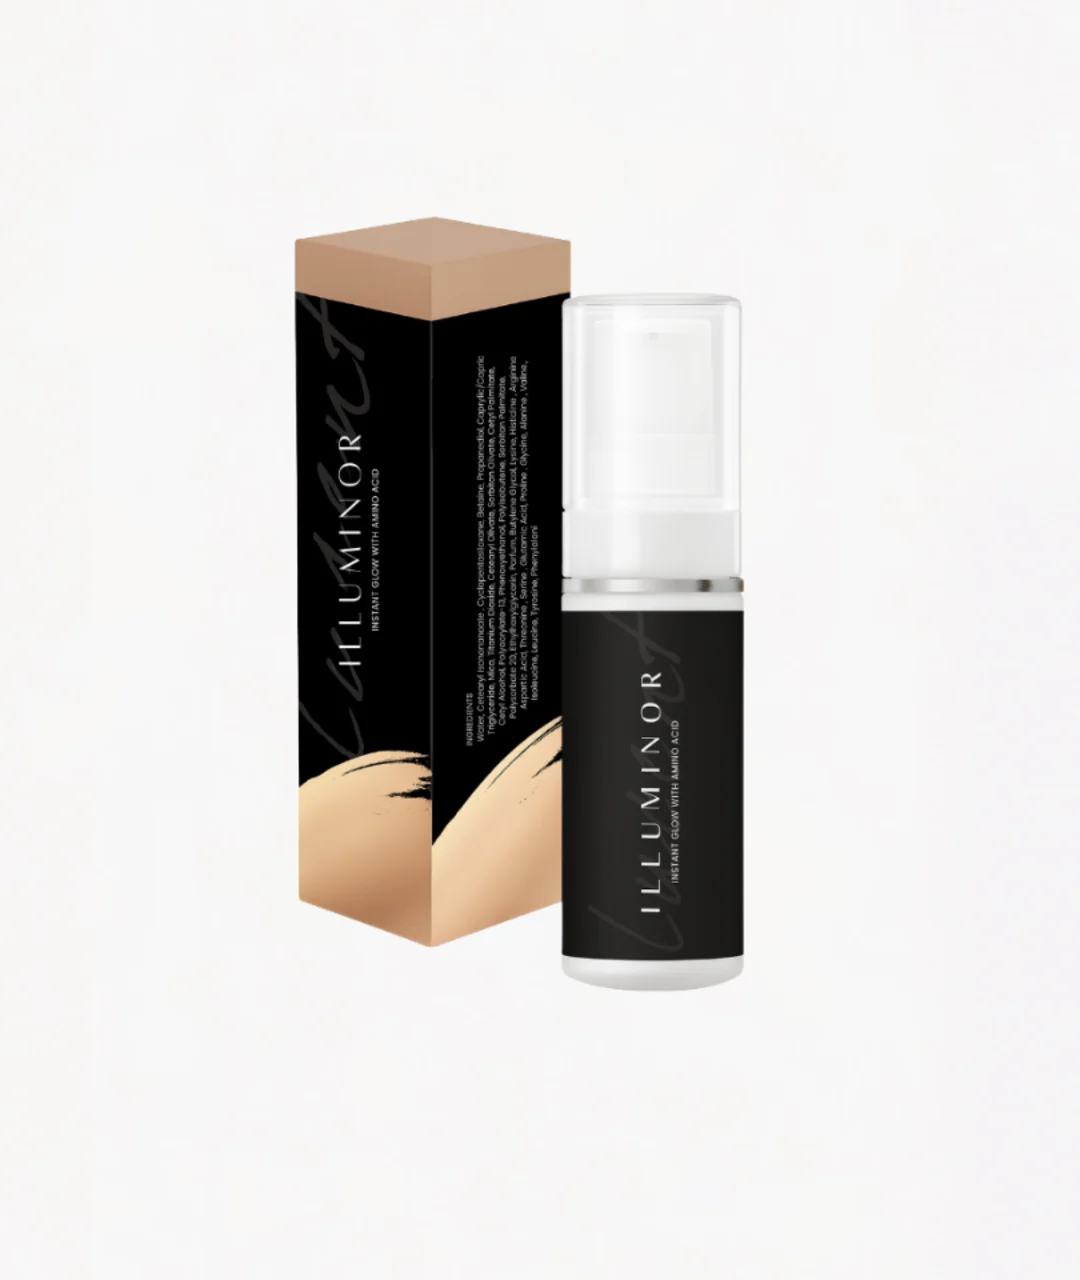 Luminant
ILLUMINOR
INSTANT GLOW WITH AMINO ACID
INGREDIENTS
Water, Cetearyl Isononanoate, Cyclopentasiloxane, Betaine, Propanediol, Caprylic/Capric
Triglyceride, Mica, Titanium Dioxide, Cetearyl Olivate, Sorbitan Olivate, Cetyl Palmitate,
Cetyl Alcohol, Polyacrylate-13, Phenoxyethanol, Polyisobutene, Sorbitan Palmitate,
Polysorbate 20, Ethylhexylglycerin, Parfum, Butylene Glycol, Lysine, Histidine, Arginine
Aspartic Acid, Threonine, Serine, Glutamic Acid, Proline, Glycine, Alanine, Valine,
Isoleucine, Leucine, Tyrosine,
ILLUMINOR
INSTANT GLOW WITH AMINO ACID